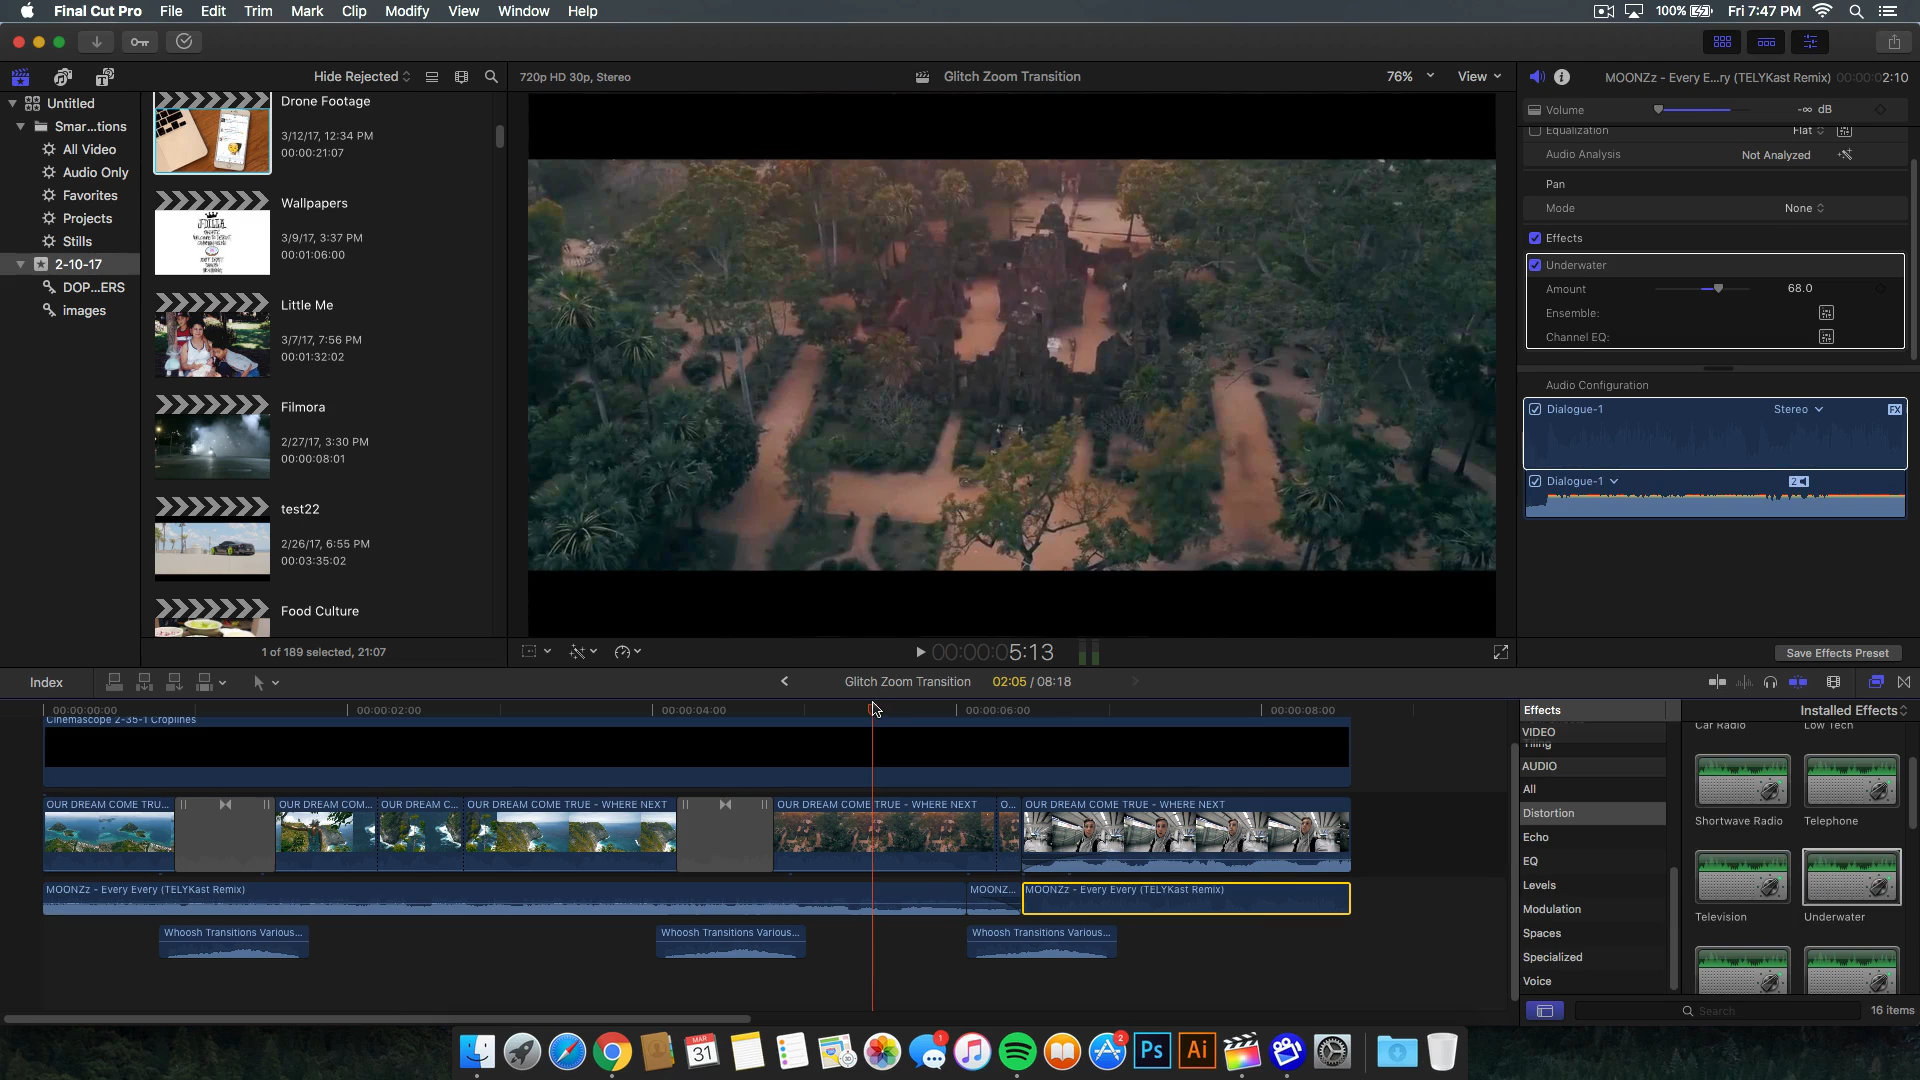 Final Cut Pro File Edit Trim Mark Clip Modify View Window Help
100% Fri 7:47 PM
Hide Rejected
720p HD 30p, Stereo
Glitch Zoom Transition
76% View
MOONZz - Every E...ry (TELYKast Remix) 00:00:02:10
Untitled
Smar...tions
All Video
Audio Only
Favorites
Projects
Stills
2-10-17
DOP...ERS
images
Drone Footage
3/12/17, 12:34 PM
00:00:21:07
Wallpapers
3/9/17, 3:37 PM
00:01:06:00
Little Me
3/7/17, 7:56 PM
00:01:32:02
Filmora
2/27/17, 3:30 PM
00:00:08:01
test22
2/26/17, 6:55 PM
00:03:35:02
Food Culture
1 of 189 selected, 21:07
00:00:05:13
Volume -∞ dB
Equalization Flat
Audio Analysis Not Analyzed
Pan
Mode None
Effects
Underwater
Amount 68.0
Ensemble:
Channel EQ:
Audio Configuration
Dialogue-1 Stereo FX
Dialogue-1 2
Save Effects Preset
Index
Glitch Zoom Transition 02:05 / 08:18
00:00:00:00 00:00:02:00 00:00:04:00 00:00:06:00 00:00:08:00
Cinemascope 2-35-1 Croplines
OUR DREAM COME TRU... OUR DREAM COM... OUR DREAM C... OUR DREAM COME TRUE - WHERE NEXT OUR DREAM COME TRUE - WHERE NEXT O... OUR DREAM COME TRUE - WHERE NEXT
MOONZz - Every Every (TELYKast Remix) MOONZ... MOONZz - Every Every (TELYKast Remix)
Whoosh Transitions Various... Whoosh Transitions Various... Whoosh Transitions Various...
Effects
Installed Effects
VIDEO
Tiling
AUDIO
All
Distortion
Echo
EQ
Levels
Modulation
Spaces
Specialized
Voice
Car Radio Low Tech
Shortwave Radio Telephone
Television Underwater
Search
16 items
1
MAR
31
2
Ps
Ai